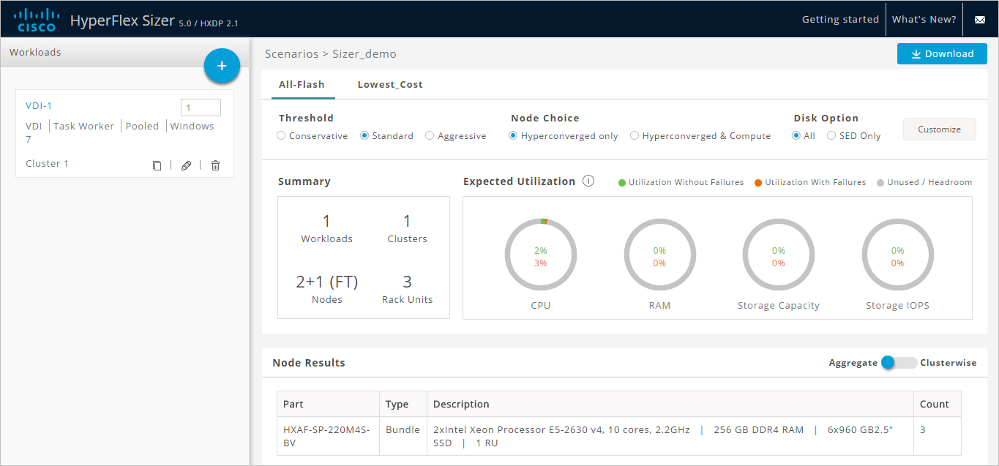 CISCO HyperFlex Sizer 5.0 / HXDP 2.1 Getting started What's New?
Workloads
+
Scenarios > Sizer_demo Download
VDI-1 1
VDI Task Worker Pooled Windows
7
Cluster 1
All-Flash Lowest_Cost
Threshold Node Choice Disk Option
Conservative Standard Aggressive Hyperconverged only Hyperconverged & Compute All SED Only Customize
Summary Expected Utilization i Utilization Without Failures Utilization With Failures Unused / Headroom
1 1
Workloads Clusters
2+1 (FT) 3
Nodes Rack Units
2% 0% 0% 0%
3% 0% 0% 0%
CPU RAM Storage Capacity Storage IOPS
Node Results Aggregate Clusterwise
Part Type Description Count
HXAF-SP-220M4S- Bundle 2xIntel Xeon Processor E5-2630 v4, 10 cores, 2.2GHz | 256 GB DDR4 RAM | 6x960 GB2.5" 3
BV SSD | 1 RU